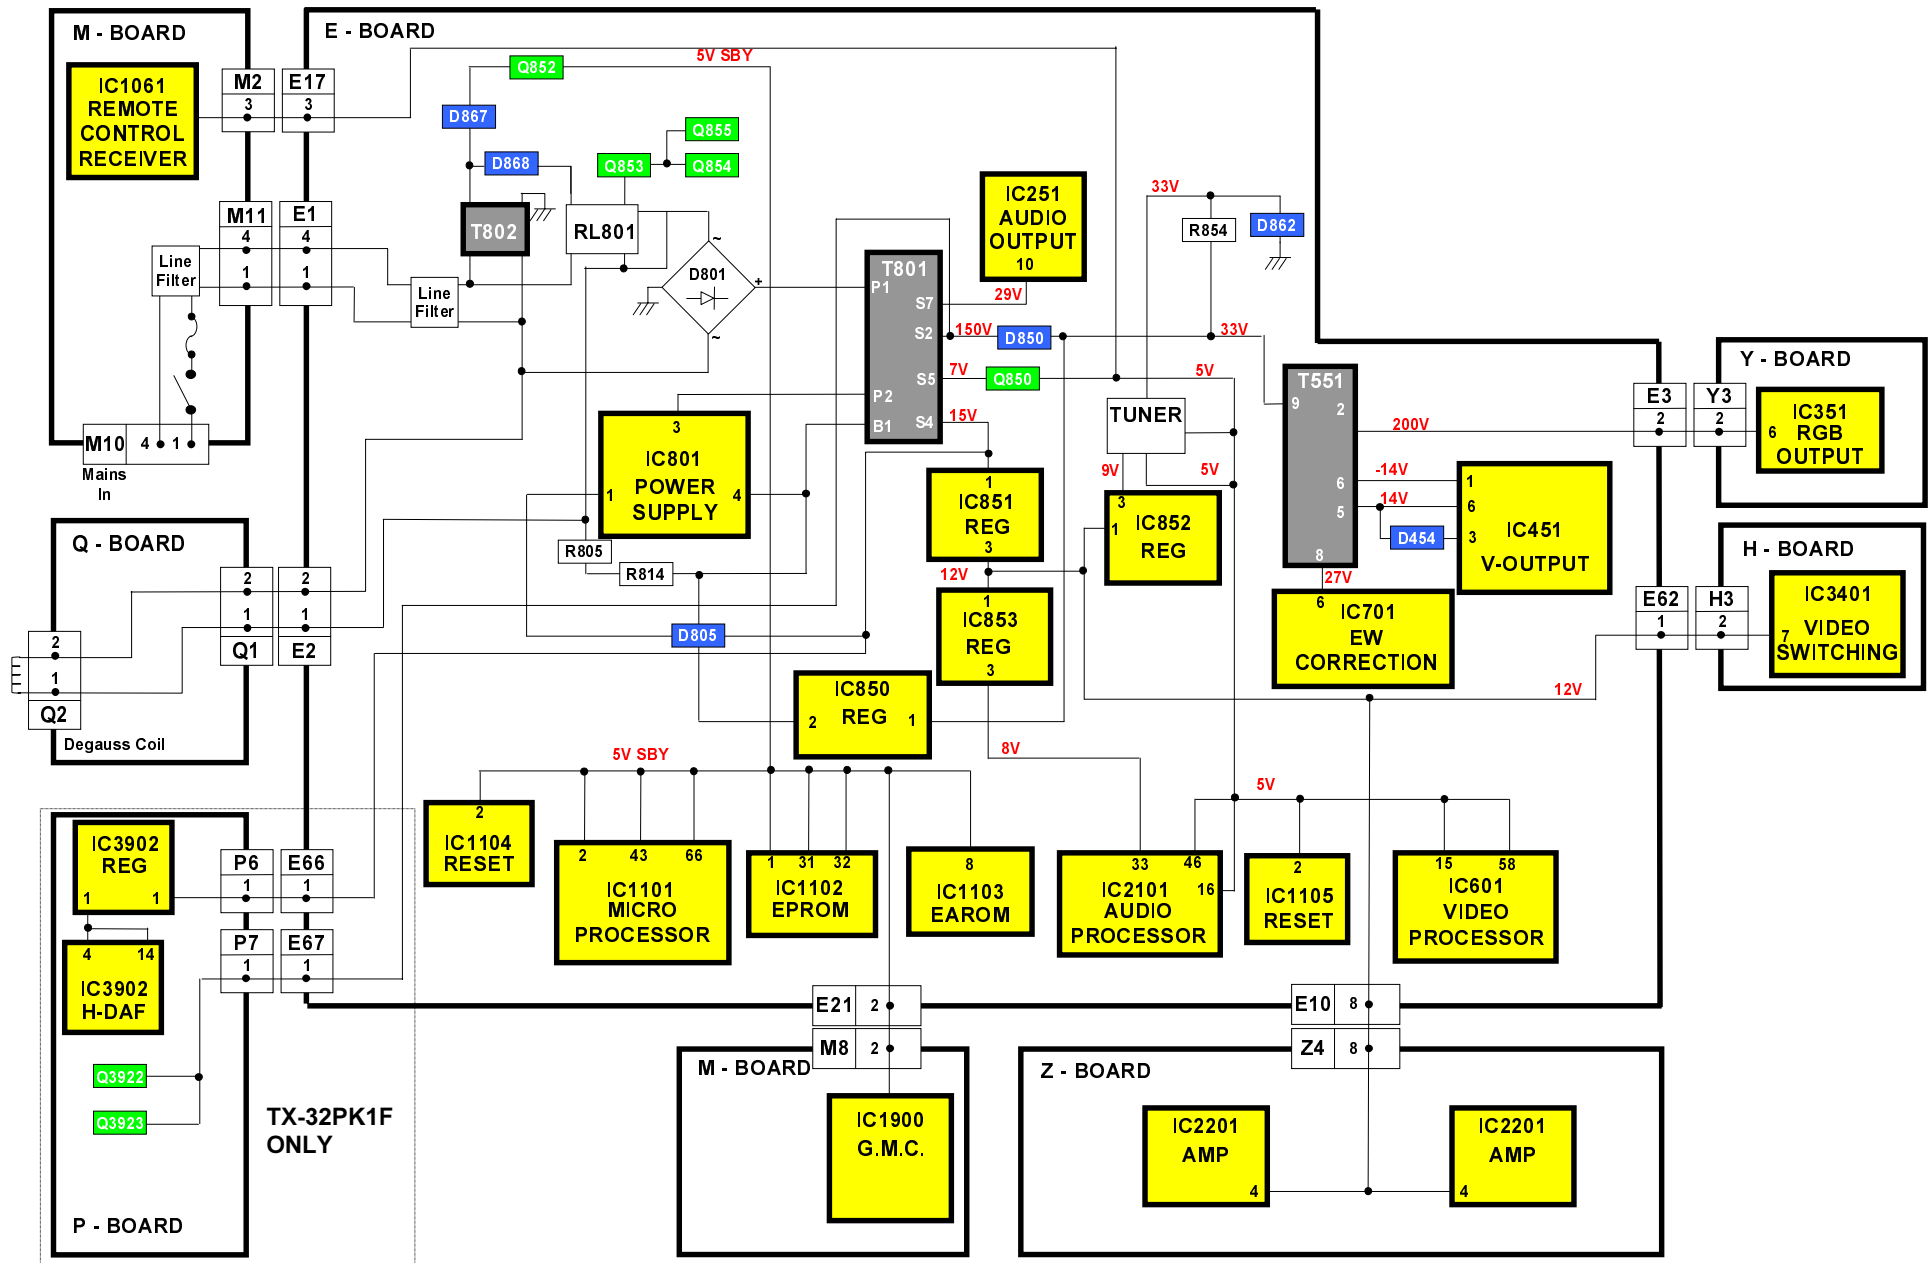 M - BOARD
E - BOARD
IC1061
REMOTE
CONTROL
RECEIVER
M2
3
E17
3
5V SBY
Q852
D867
D868
Q855
Q853
Q854
T802
RL801
M11
4
1
E1
4
1
Line
Filter
Line
Filter
D801
~
+
~
M10
4
1
Mains
In
T801
P1
S7
S2
S5
P2
S4
B1
IC251
AUDIO
OUTPUT
10
29V
150V
D850
7V
Q850
15V
33V
R854
D862
33V
5V
TUNER
9V
5V
T551
9
2
6
5
8
200V
-14V
14V
D454
27V
E3
2
Y3
2
Y - BOARD
IC351
6
RGB
OUTPUT
1
6
3
IC451
V-OUTPUT
3
IC801
1
POWER
4
SUPPLY
1
IC851
REG
3
3
1
IC852
REG
12V
1
IC853
REG
3
6
IC701
EW
CORRECTION
H - BOARD
E62
1
H3
2
IC3401
7
VIDEO
SWITCHING
12V
Q - BOARD
2
1
Q1
2
1
E2
2
1
Q2
Degauss Coil
R805
R814
D805
IC850
2
REG
1
8V
5V SBY
5V
2
IC1104
RESET
2
43
66
IC1101
MICRO
PROCESSOR
1
31
32
IC1102
EPROM
8
IC1103
EAROM
33
46
16
IC2101
AUDIO
PROCESSOR
2
IC1105
RESET
15
58
IC601
VIDEO
PROCESSOR
IC3902
REG
1
1
P6
1
E66
1
P7
1
E67
1
4
14
IC3902
H-DAF
Q3922
Q3923
TX-32PK1F
ONLY
P - BOARD
E21
2
M8
2
M - BOARD
IC1900
G.M.C.
E10
8
Z4
8
Z - BOARD
IC2201
AMP
4
IC2201
AMP
4